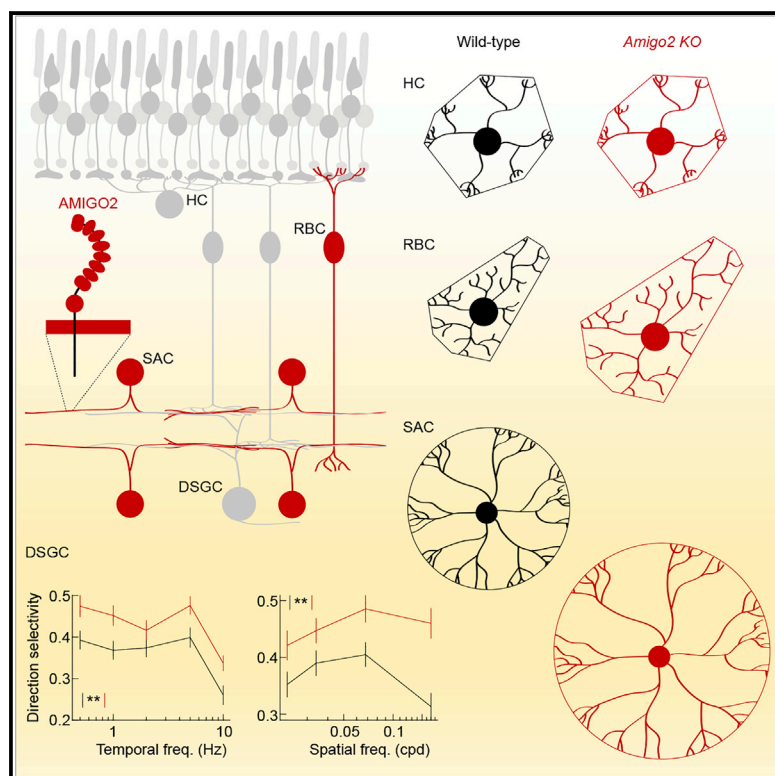 Wild-type
Amigo2 KO
HC
HC
AMIGO2
RBC
RBC
SAC
SAC
DSGC
DSGC
Direction selectivity
0.5
0.4
0.3
0.2
**
1
10
Temporal freq. (Hz)
0.5
0.4
0.3
**
0.05
0.1
Spatial freq. (cpd)